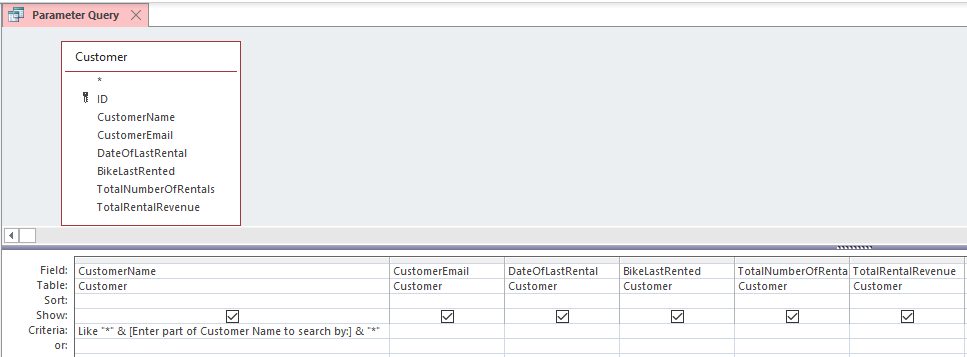 Parameter Query
Customer
*
ID
CustomerName
CustomerEmail
DateOfLastRental
BikeLastRented
TotalNumberOfRentals
TotalRentalRevenue
Field: CustomerName CustomerEmail DateOfLastRental BikeLastRented TotalNumberOfRenta TotalRentalRevenue
Table: Customer Customer Customer Customer Customer Customer
Sort:
Show:
Criteria: Like "*" & [Enter part of Customer Name to search by:] & "*"
or: